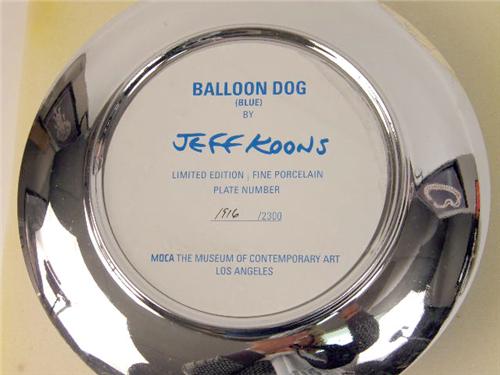 BALLOON DOG
(BLUE)
BY
JEFF KOONS
LIMITED EDITION ; FINE PORCELAIN
PLATE NUMBER
1916 /2300
MOCA THE MUSEUM OF CONTEMPORARY ART
LOS ANGELES